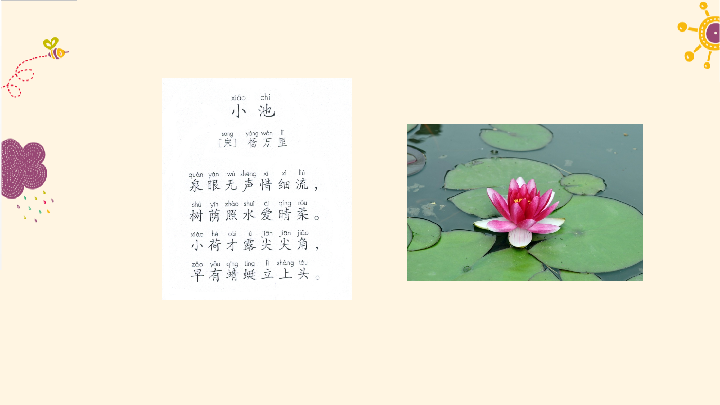 xiǎo chí
小池
sòng yáng wàn lǐ
[宋] 杨万里
quán yǎn wú shēng xī xì liú
泉眼无声惜细流，
shù yīn zhào shuǐ ài qíng róu
树荫照水爱晴柔。
xiǎo hé cái lù jiān jiān jiǎo
小荷才露尖尖角，
zǎo yǒu qīng tíng lì shàng tóu
早有蜻蜓立上头。